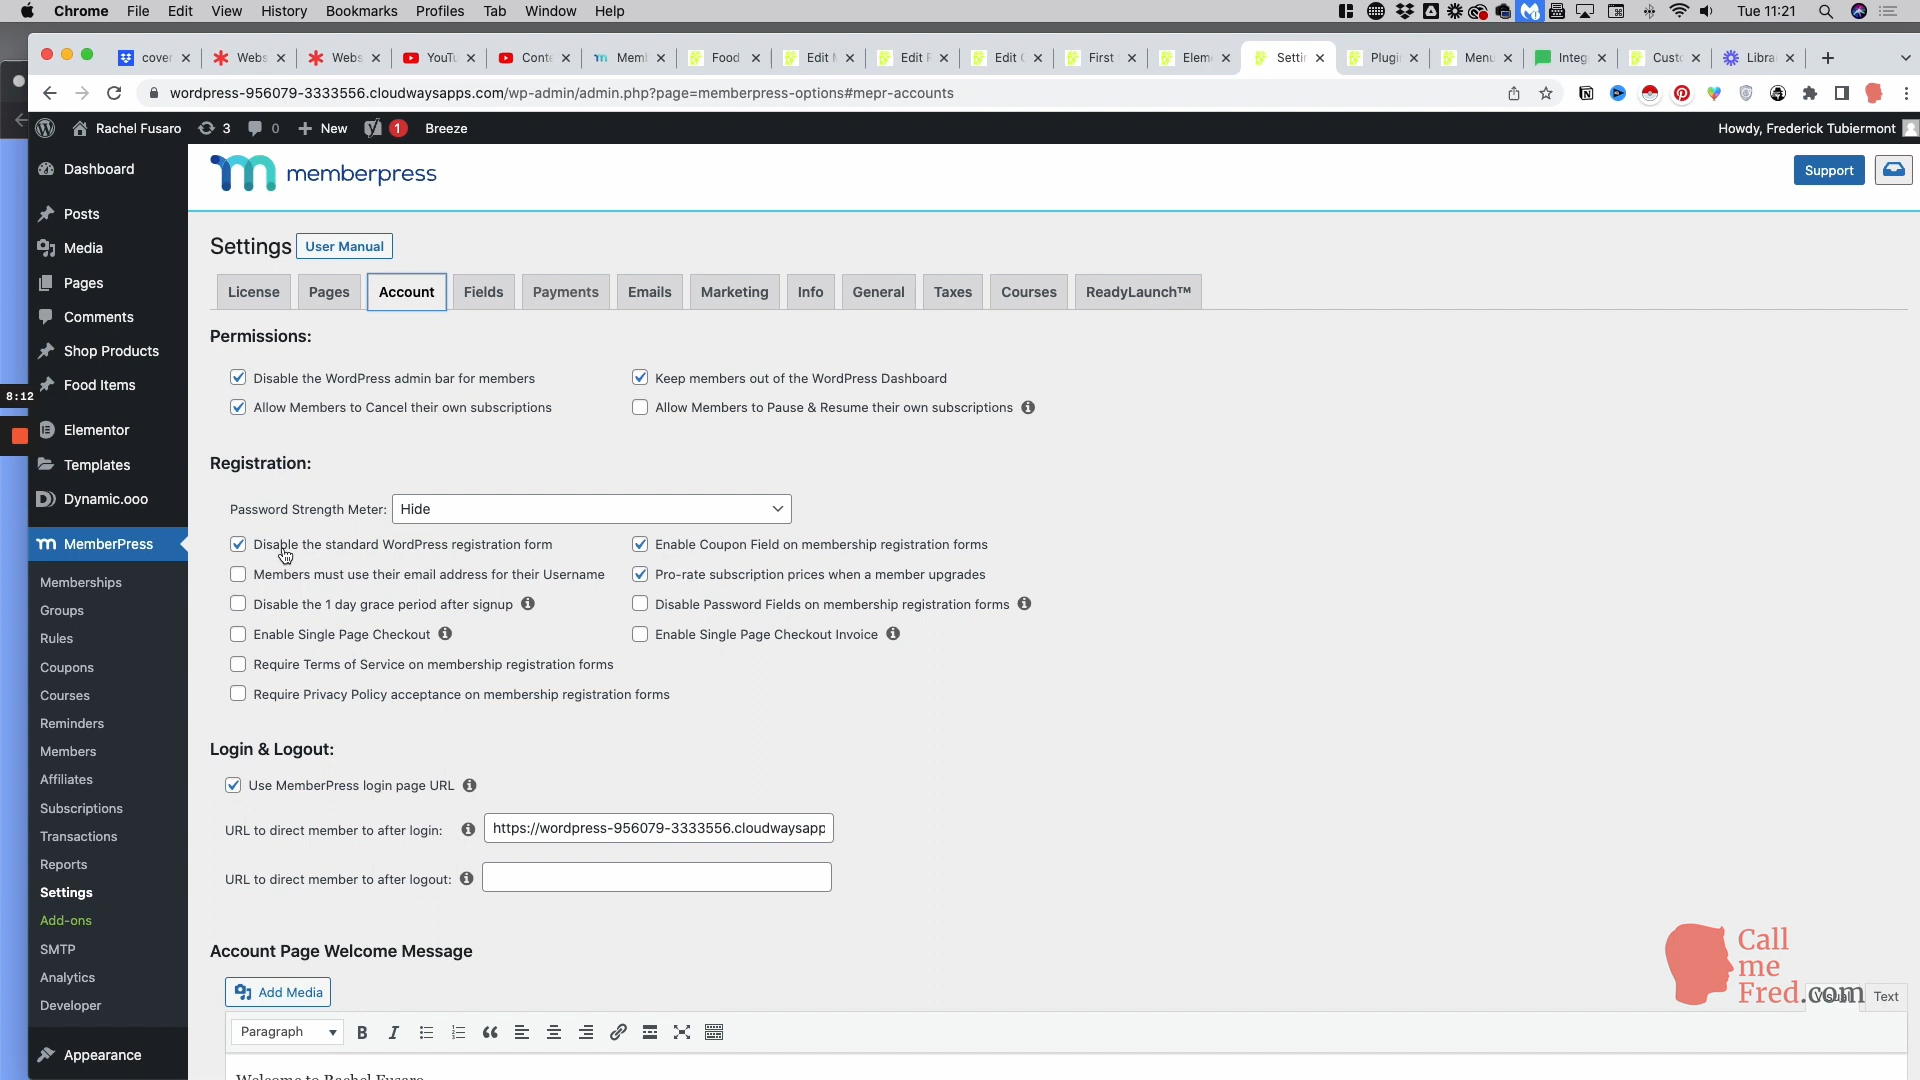 Chrome File Edit View History Bookmarks Profiles Tab Window Help Tue 11:21
cover Webs Webs YouTu Conte Memb Food Edit M Edit F Edit C First Elem Settin Plugin Menu Integ Custo Librar
wordpress-956079-3333556.cloudwaysapps.com/wp-admin/admin.php?page=memberpress-options#mepr-accounts
Rachel Fusaro 3 0 New 1 Breeze Howdy, Frederick Tubiermont
Dashboard
Posts
Media
Pages
Comments
Shop Products
Food Items
8:12
Elementor
Templates
Dynamic.ooo
MemberPress
Memberships
Groups
Rules
Coupons
Courses
Reminders
Members
Affiliates
Subscriptions
Transactions
Reports
Settings
Add-ons
SMTP
Analytics
Developer
Appearance
memberpress
Support
Settings User Manual
License Pages Account Fields Payments Emails Marketing Info General Taxes Courses ReadyLaunch™
Permissions:
Disable the WordPress admin bar for members Keep members out of the WordPress Dashboard
Allow Members to Cancel their own subscriptions Allow Members to Pause & Resume their own subscriptions
Registration:
Password Strength Meter: Hide
Disable the standard WordPress registration form Enable Coupon Field on membership registration forms
Members must use their email address for their Username Pro-rate subscription prices when a member upgrades
Disable the 1 day grace period after signup Disable Password Fields on membership registration forms
Enable Single Page Checkout Enable Single Page Checkout Invoice
Require Terms of Service on membership registration forms
Require Privacy Policy acceptance on membership registration forms
Login & Logout:
Use MemberPress login page URL
URL to direct member to after login: https://wordpress-956079-3333556.cloudwaysapp
URL to direct member to after logout:
Account Page Welcome Message
Add Media
Visual Text
Paragraph
Welcome to Rachel Fusaro
Call
me
Fred.com